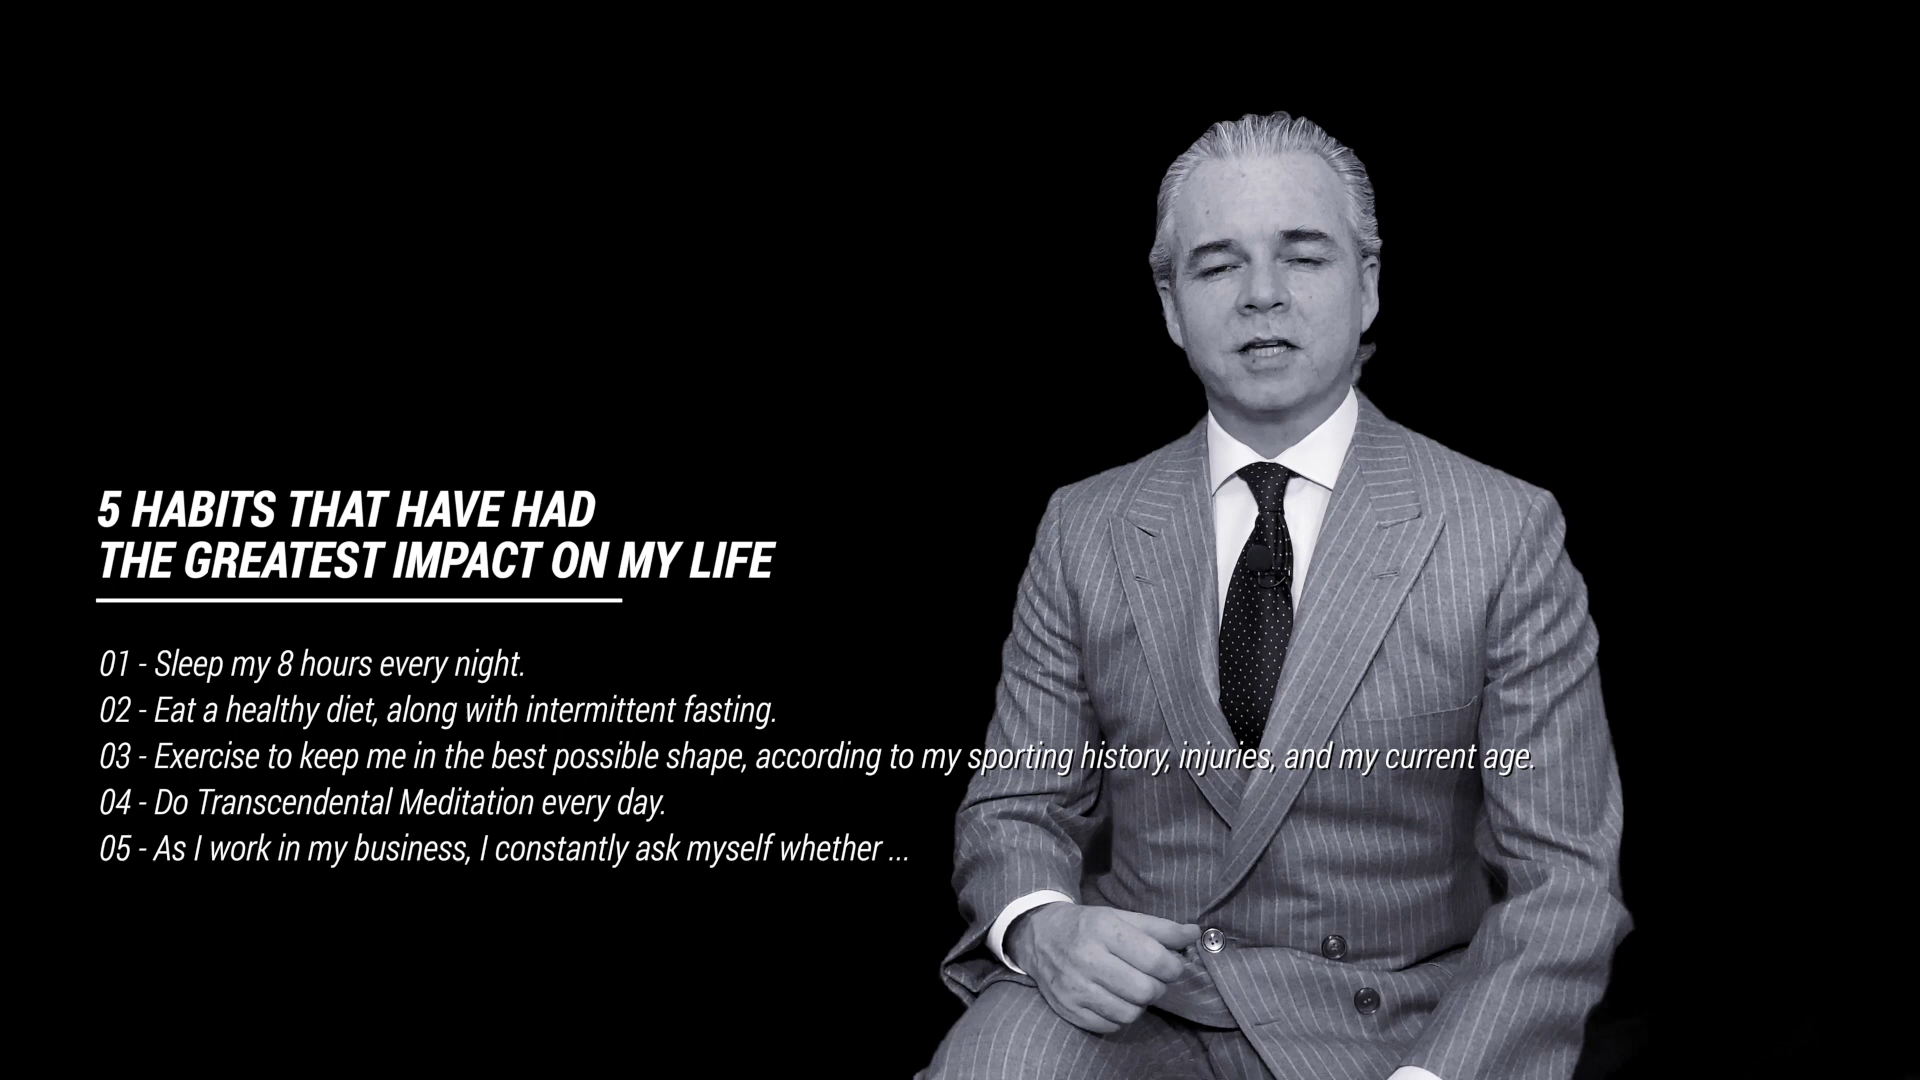 5 HABITS THAT HAVE HAD
THE GREATEST IMPACT ON MY LIFE
01 - Sleep my 8 hours every night.
02 - Eat a healthy diet, along with intermittent fasting.
03 - Exercise to keep me in the best possible shape, according to my sporting history, injuries, and my current age.
04 - Do Transcendental Meditation every day.
05 - As I work in my business, I constantly ask myself whether ...